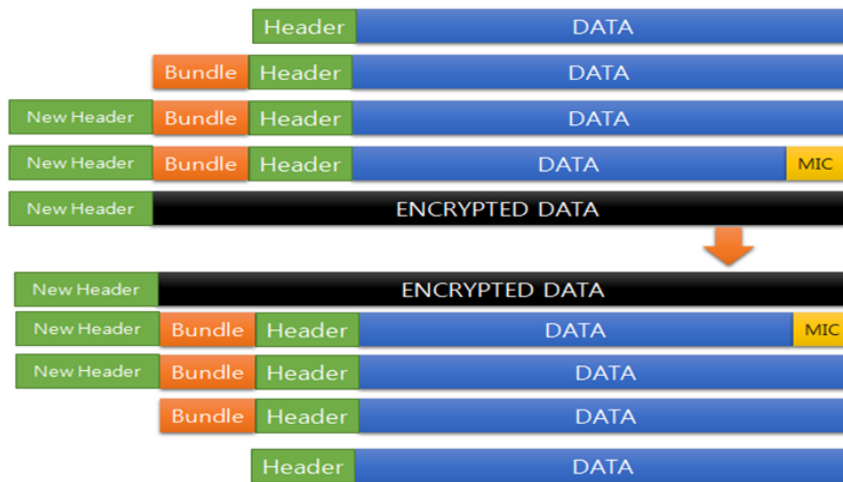 Header DATA
Bundle Header DATA
New Header Bundle Header DATA
New Header Bundle Header DATA MIC
New Header ENCRYPTED DATA
New Header ENCRYPTED DATA
New Header Bundle Header DATA MIC
New Header Bundle Header DATA
Bundle Header DATA
Header DATA